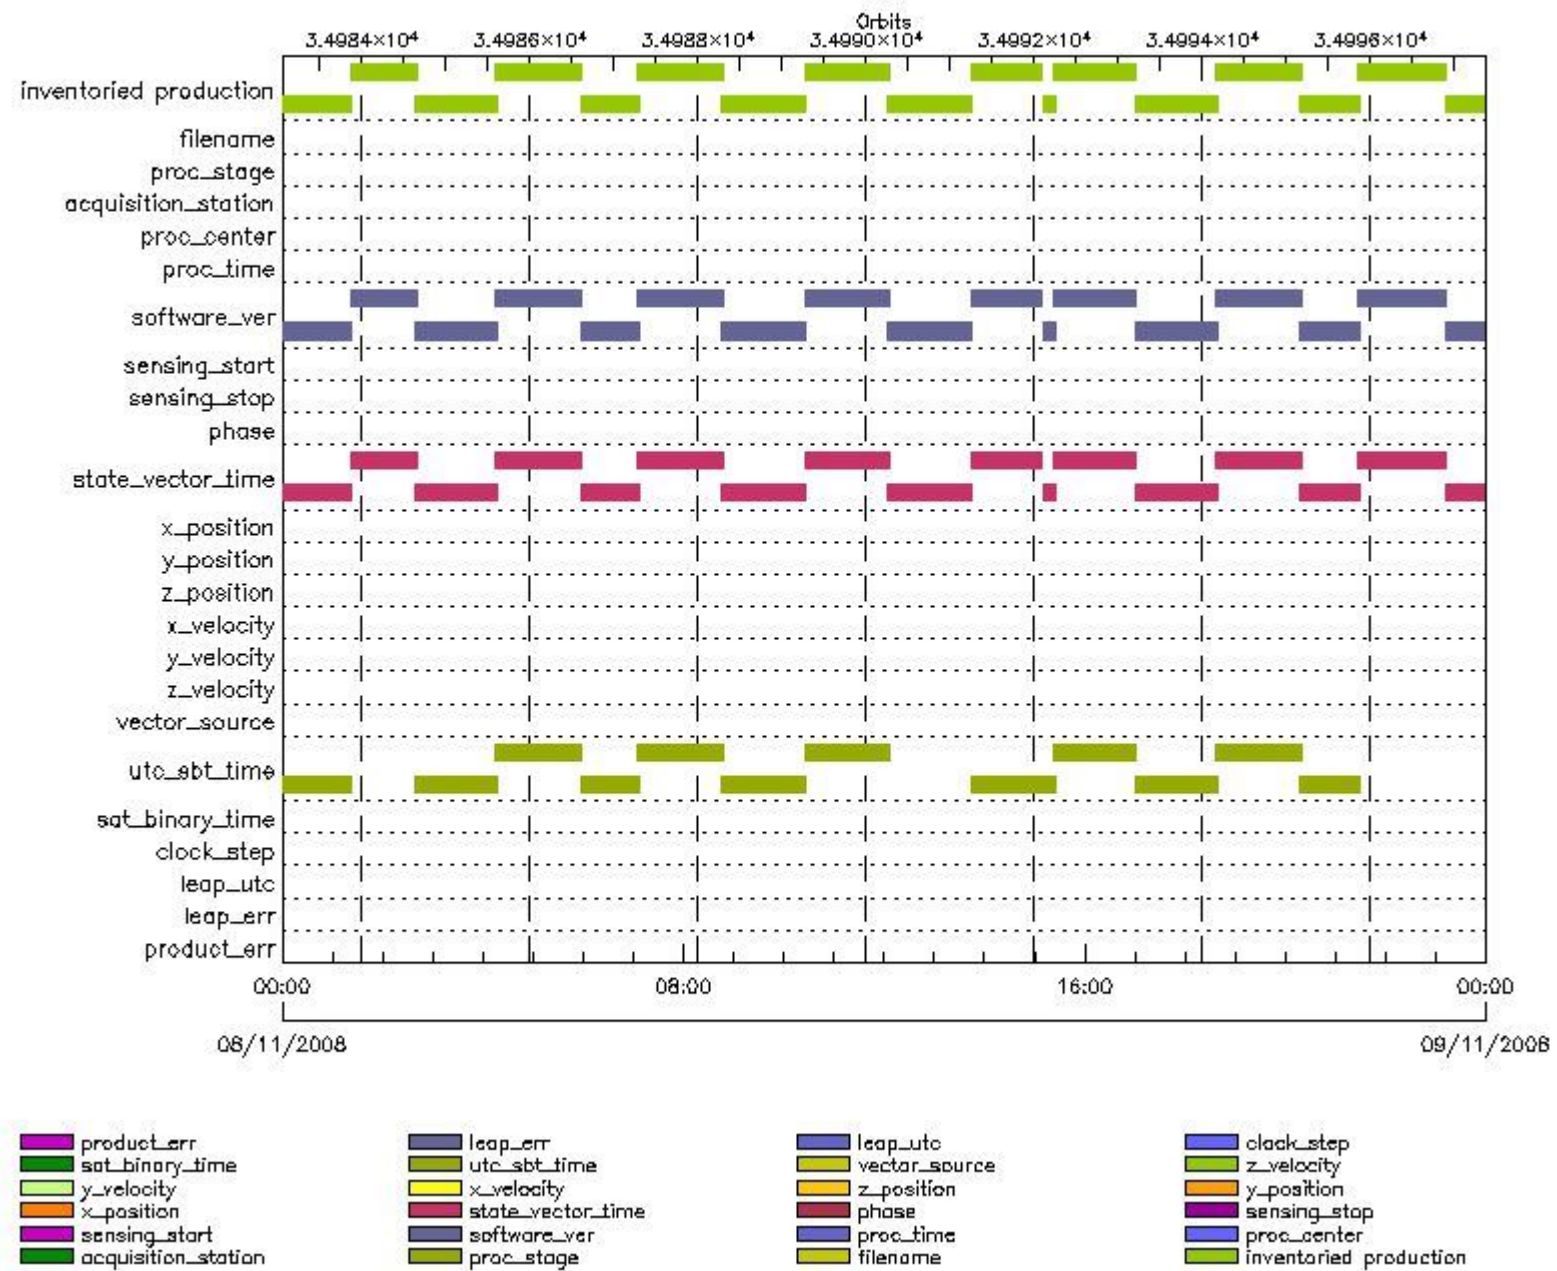 Orbits
3.4984×10⁴ 3.4986×10⁴ 3.4988×10⁴ 3.4990×10⁴ 3.4992×10⁴ 3.4994×10⁴ 3.4996×10⁴
inventoried production
filename
proc_stage
acquisition_station
proc_center
proc_time
software_ver
sensing_start
sensing_stop
phase
state_vector_time
x_position
y_position
z_position
x_velocity
y_velocity
z_velocity
vector_source
utc_sbt_time
sat_binary_time
clock_step
leap_utc
leap_err
product_err
00:00 08:00 16:00 00:00
08/11/2008 09/11/2008
product_err leap_err leap_utc clock_step
sat_binary_time utc_sbt_time vector_source z_velocity
y_velocity x_velocity z_position y_position
x_position state_vector_time phase sensing_stop
sensing_start software_ver proc_time proc_center
acquisition_station proc_stage filename inventoried production